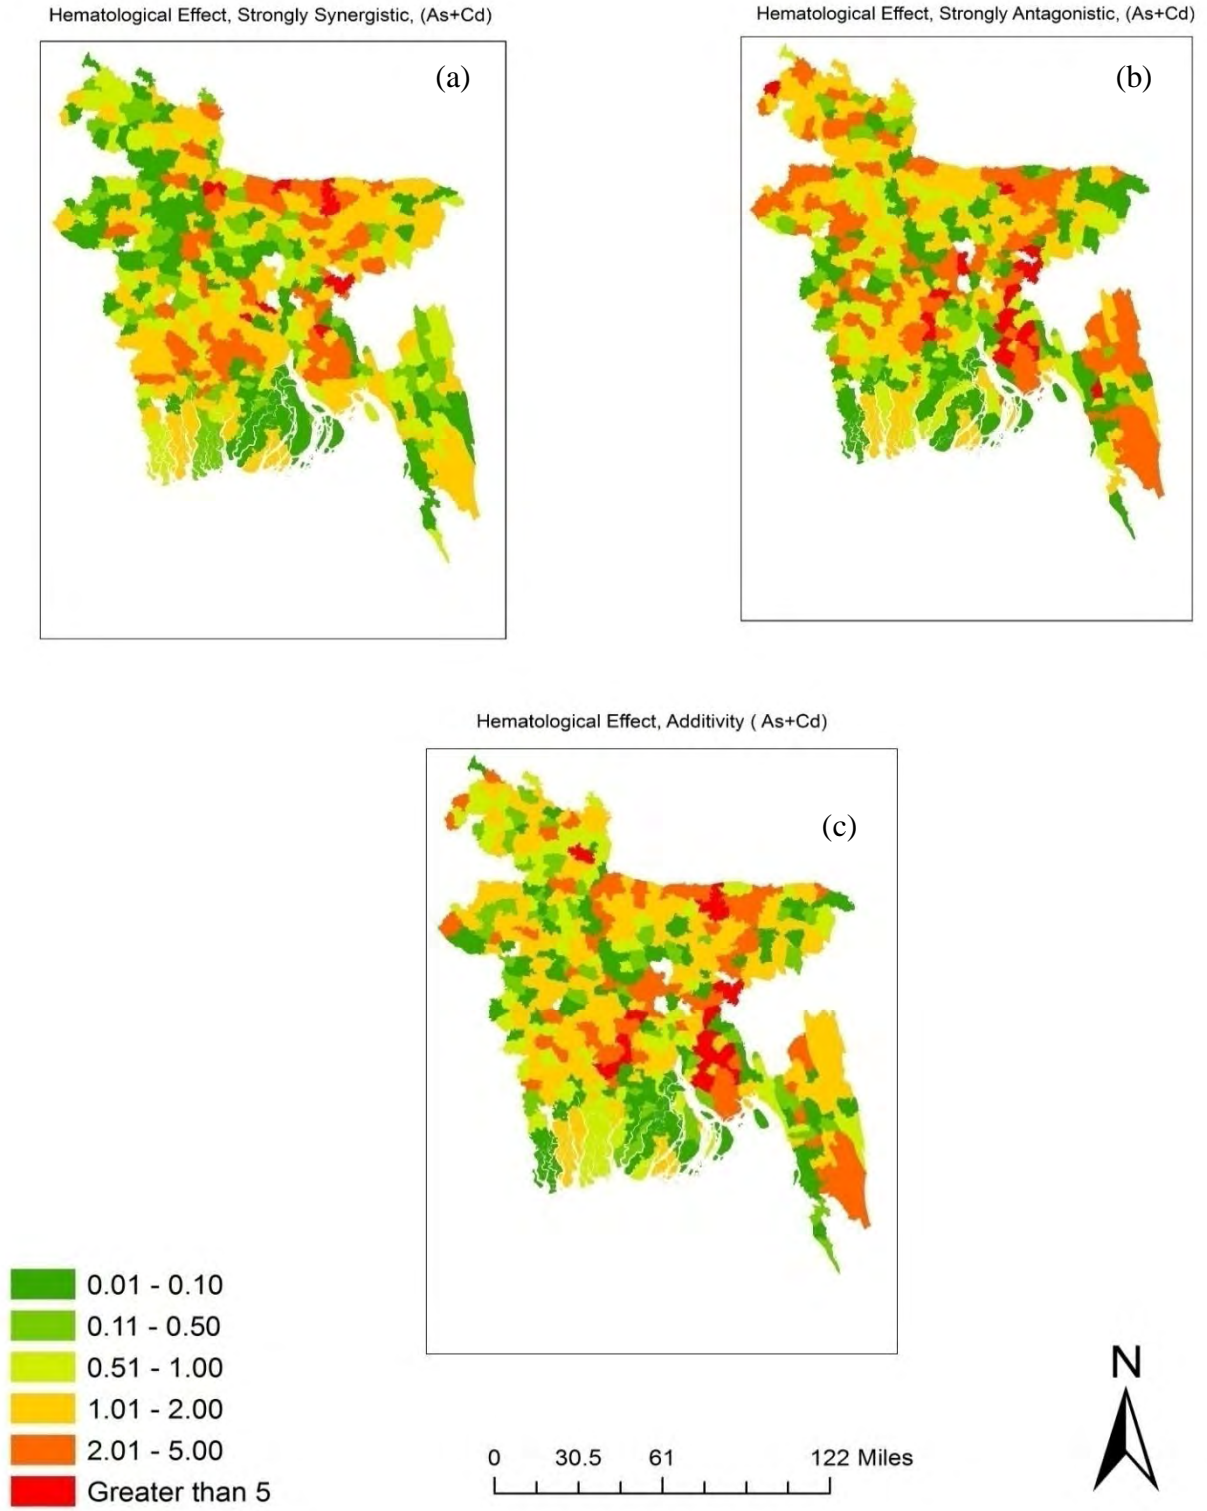 Hematological Effect, Strongly Synergistic, (As+Cd)
(a)
Hematological Effect, Strongly Antagonistic, (As+Cd)
(b)
Hematological Effect, Additivity ( As+Cd)
(c)
0.01 - 0.10
0.11 - 0.50
0.51 - 1.00
1.01 - 2.00
2.01 - 5.00
Greater than 5
0 30.5 61 122 Miles
N